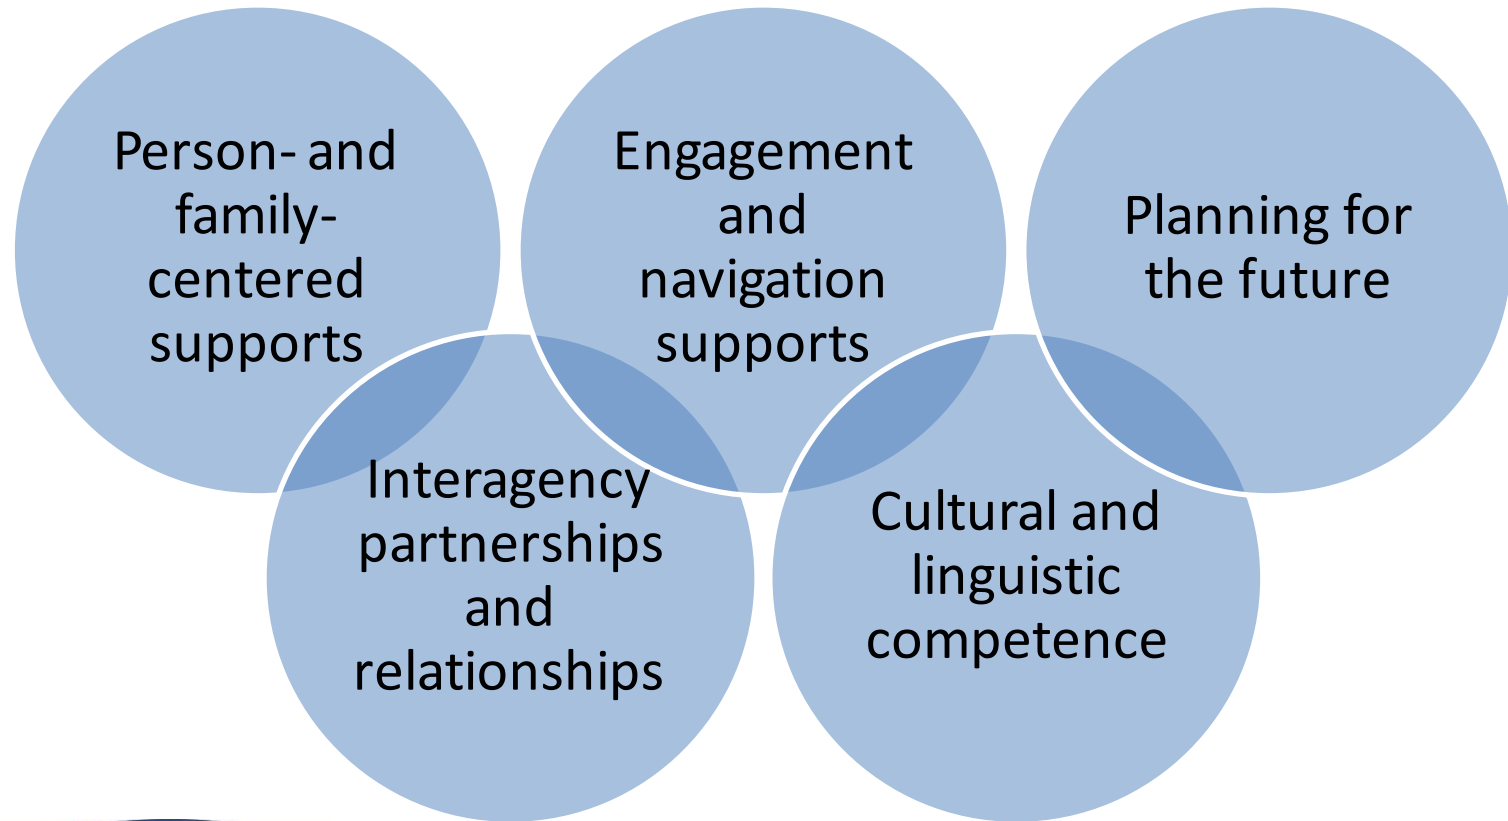 Person- and
family-
centered
supports
Engagement
and
navigation
supports
Planning for
the future
Interagency
partnerships
and
relationships
Cultural and
linguistic
competence